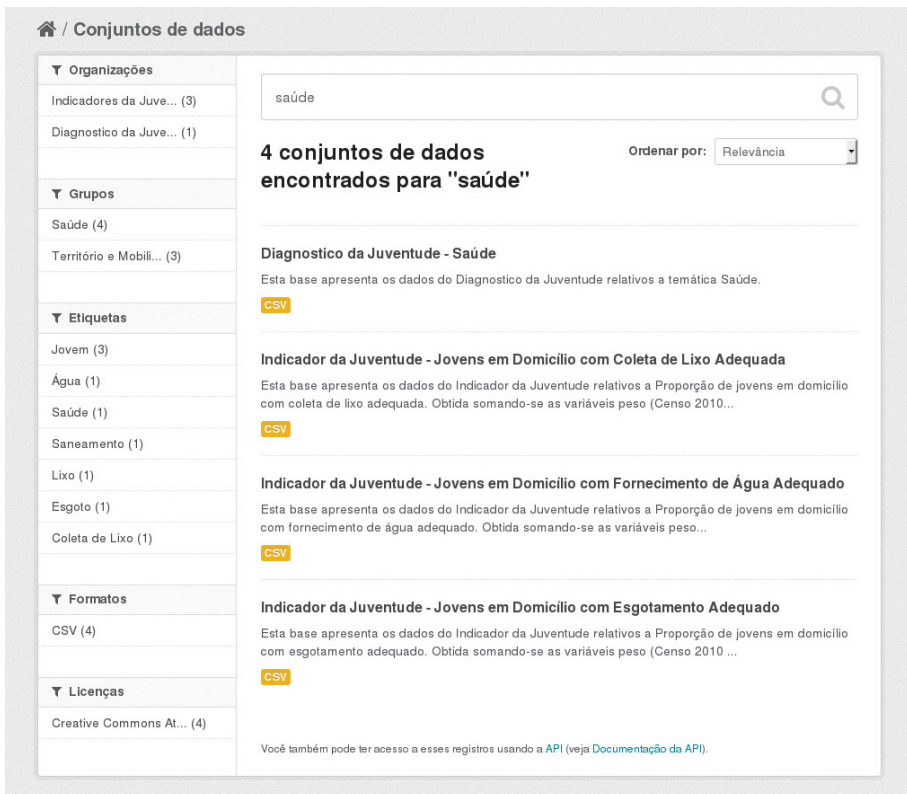 / Conjuntos de dados
Organizações
Indicadores da Juve... (3)
Diagnostico da Juve... (1)
Grupos
Saúde (4)
Território e Mobili... (3)
Etiquetas
Jovem (3)
Água (1)
Saúde (1)
Saneamento (1)
Lixo (1)
Esgoto (1)
Coleta de Lixo (1)
Formatos
CSV (4)
Licenças
Creative Commons At... (4)
saúde
4 conjuntos de dados
encontrados para "saúde"
Ordenar por: Relevância
Diagnostico da Juventude - Saúde
Esta base apresenta os dados do Diagnostico da Juventude relativos a temática Saúde.
CSV
Indicador da Juventude - Jovens em Domicílio com Coleta de Lixo Adequada
Esta base apresenta os dados do Indicador da Juventude relativos a Proporção de jovens em domicílio
com coleta de lixo adequada. Obtida somando-se as variáveis peso (Censo 2010...
CSV
Indicador da Juventude - Jovens em Domicílio com Fornecimento de Água Adequado
Esta base apresenta os dados do Indicador da Juventude relativos a Proporção de jovens em domicílio
com fornecimento de água adequado. Obtida somando-se as variáveis peso...
CSV
Indicador da Juventude - Jovens em Domicílio com Esgotamento Adequado
Esta base apresenta os dados do Indicador da Juventude relativos a Proporção de jovens em domicílio
com esgotamento adequado. Obtida somando-se as variáveis peso (Censo 2010 ...
CSV
Você também pode ter acesso a esses registros usando a API (veja Documentação da API).